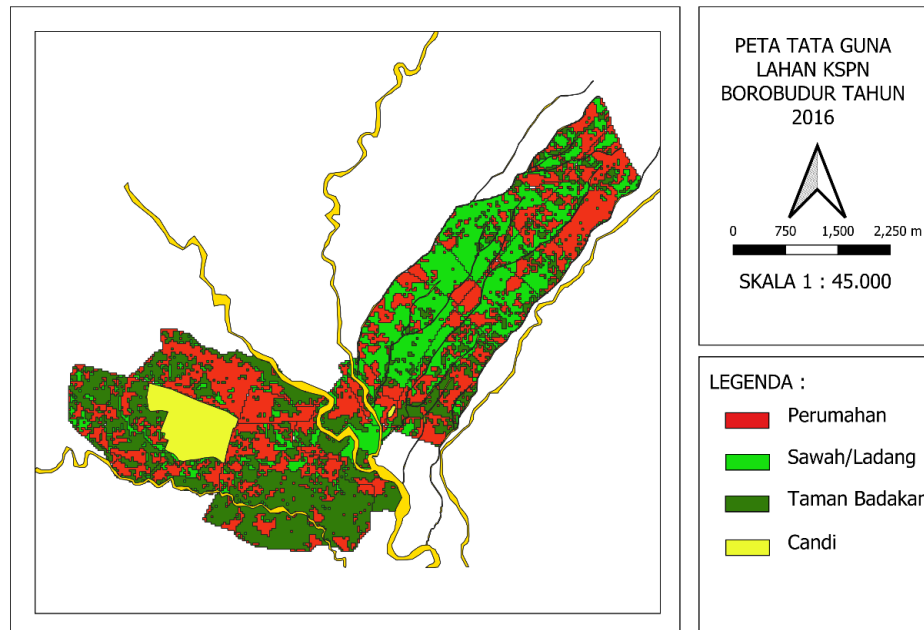 PETA TATA GUNA
LAHAN KSPN
BOROBUDUR TAHUN
2016
0 750 1,500 2,250 m
SKALA 1 : 45.000
LEGENDA :
Perumahan
Sawah/Ladang
Taman Badakan
Candi